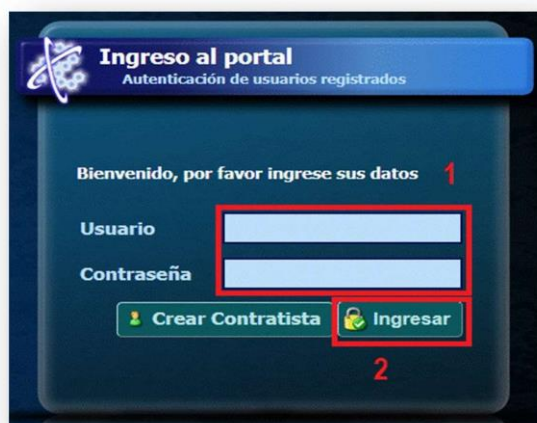 Ingreso al portal
Autenticación de usuarios registrados
Bienvenido, por favor ingrese sus datos 1
Usuario
Contraseña
Crear Contratista Ingresar
2